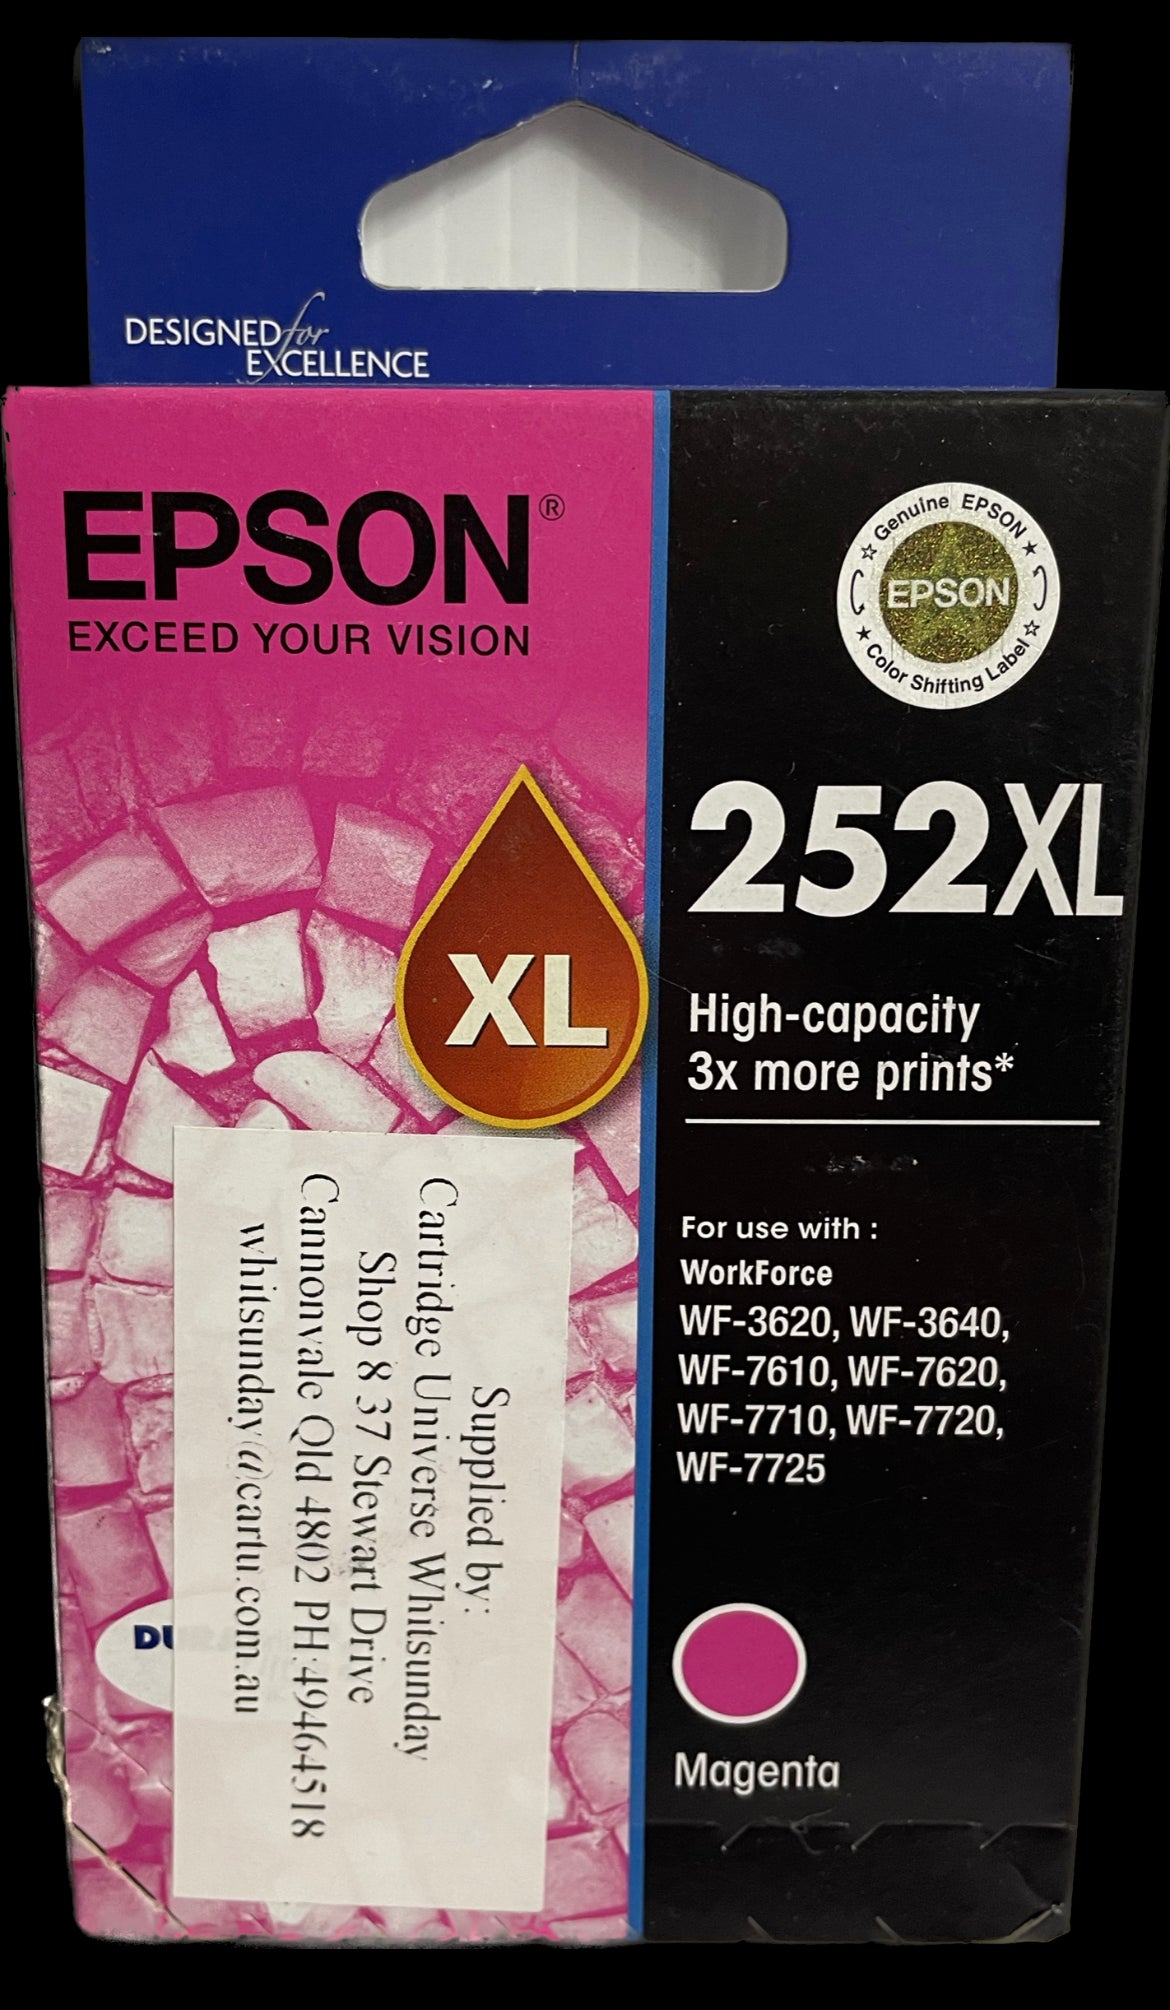 DESIGNED for
EXCELLENCE
EPSON®
EXCEED YOUR VISION
Genuine EPSON
EPSON
Color Shifting Label
XL
252XL
High-capacity
3x more prints*
For use with :
WorkForce
WF-3620, WF-3640,
WF-7610, WF-7620,
WF-7710, WF-7720,
WF-7725
Magenta
Supplied by:
Cartridge Universe Whitsunday
Shop 8 37 Stewart Drive
Cannonvale Qld 4802 PH:49464518
whitsunday@cartu.com.au